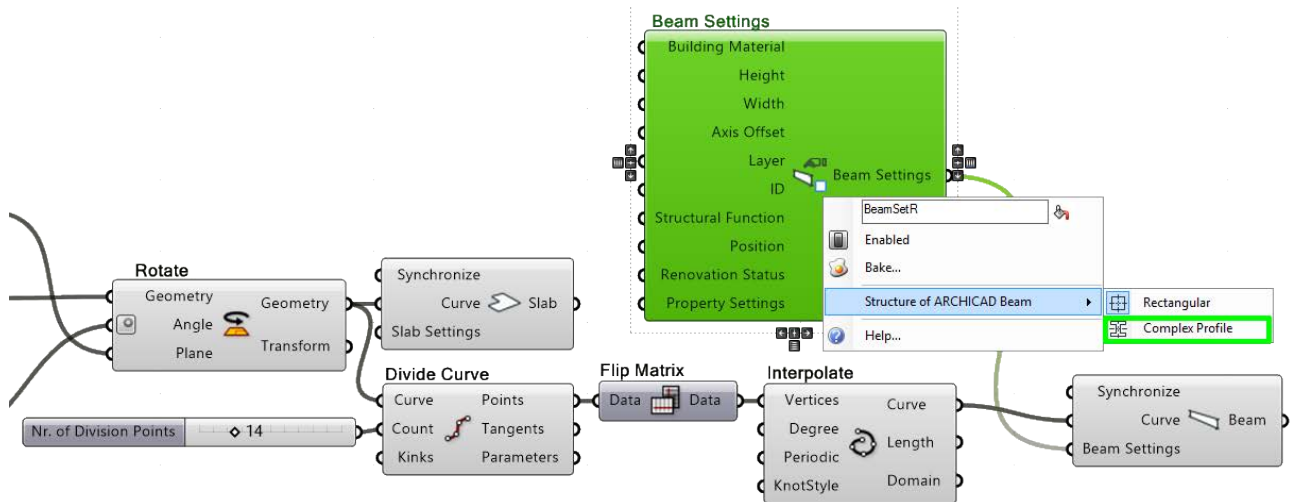 Beam Settings
Building Material
Height
Width
Axis Offset
Layer
ID
Structural Function
Position
Renovation Status
Property Settings
Beam Settings
BeamSetR
Enabled
Bake...
Structure of ARCHICAD Beam
Help...
Rectangular
Complex Profile
Rotate
Geometry
Angle
Plane
Geometry
Transform
Synchronize
Curve
Slab Settings
Slab
Nr. of Division Points
14
Divide Curve
Curve
Count
Kinks
Points
Tangents
Parameters
Flip Matrix
Data
Data
Interpolate
Vertices
Degree
Periodic
KnotStyle
Curve
Length
Domain
Synchronize
Curve
Beam Settings
Beam